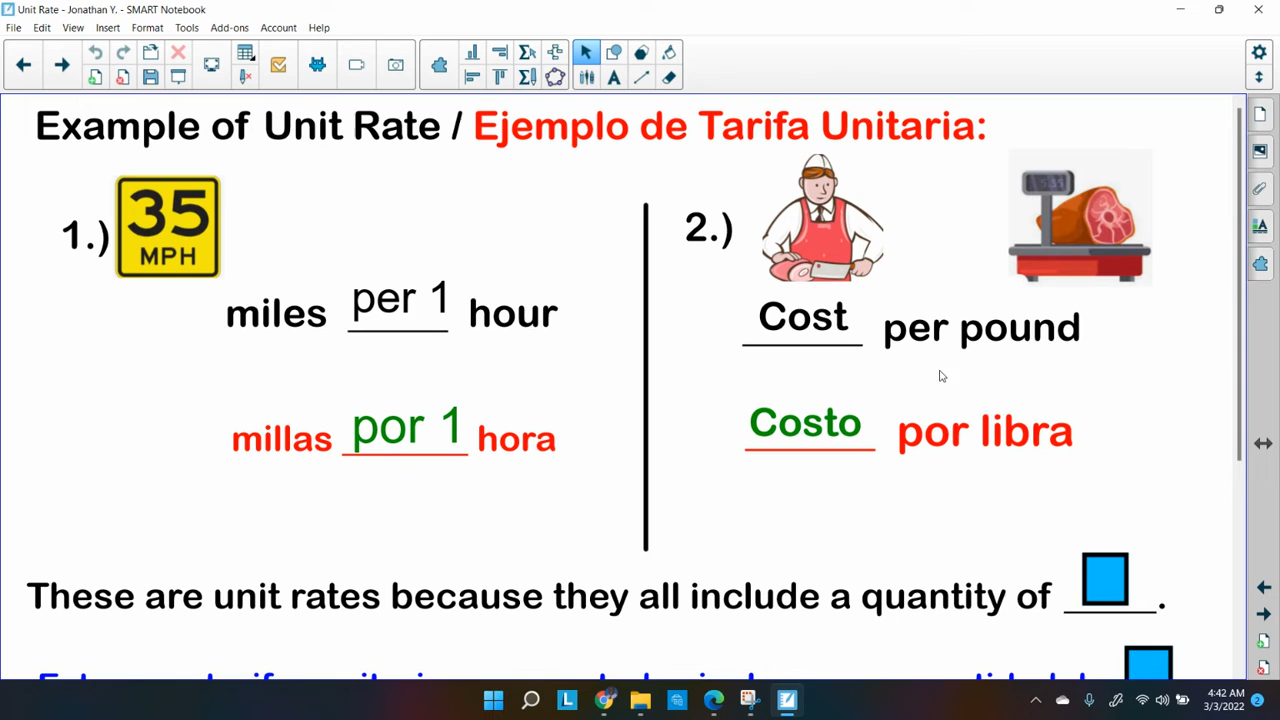 Unit Rate - Jonathan Y. - SMART Notebook
File Edit View Insert Format Tools Add-ons Account Help
Example of Unit Rate / Ejemplo de Tarifa Unitaria:
1.)
35
MPH
miles per 1 hour
millas por 1 hora
2.)
Cost per pound
Costo por libra
These are unit rates because they all include a quantity of ____.
4:42 AM
3/3/2022
2